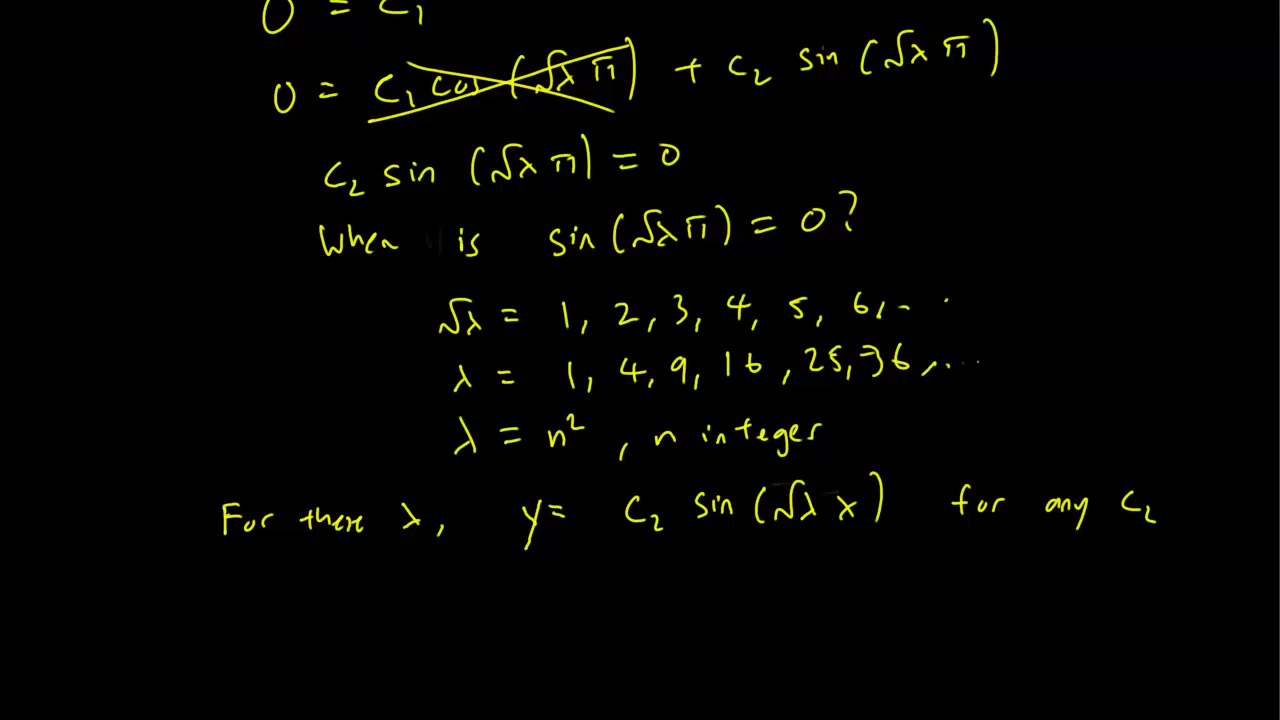 0 = C₁
0 = C₁ cos (√λ π) + C₂ sin (√λ π)
C₂ sin (√λ π) = 0
When is sin (√λ π) = 0?
√λ = 1, 2, 3, 4, 5, 6, ...
λ = 1, 4, 9, 16, 25, 36, ...
λ = n², n integer
For these λ, y = C₂ sin (√λ x) for any C₂